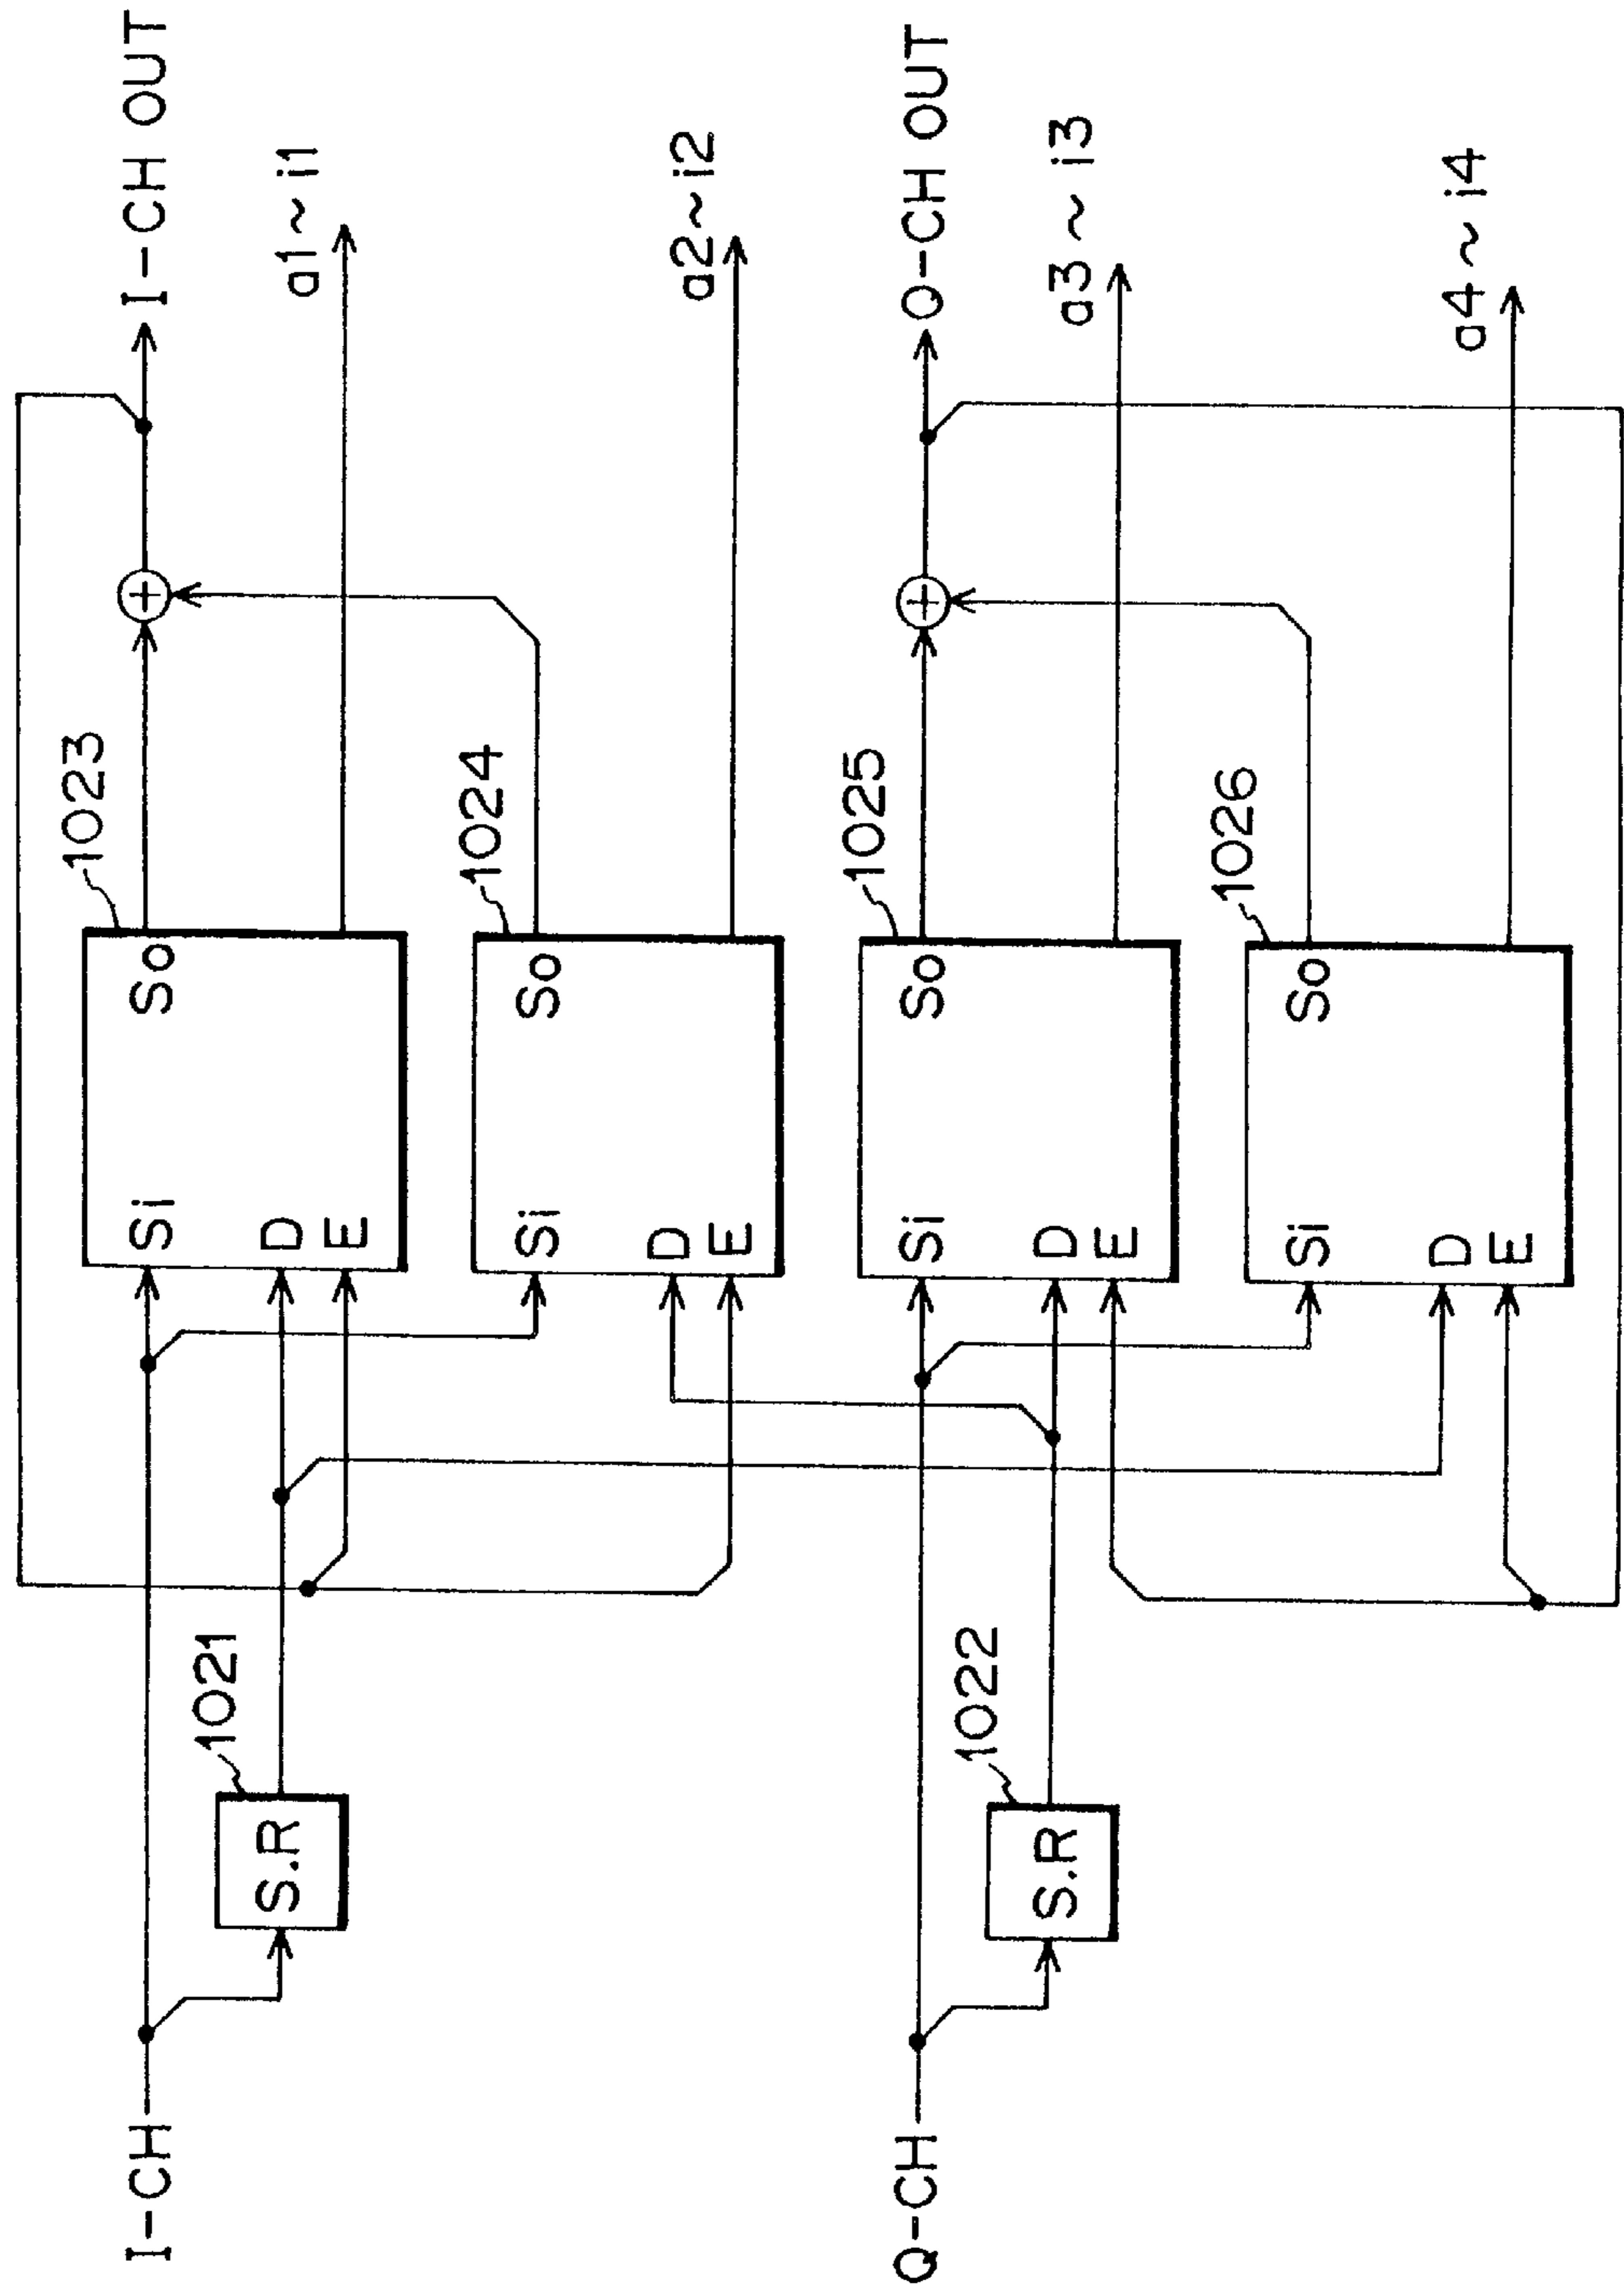 I-CH
S.R
1021
Si
D
E
So
1023
I-CH OUT
a1~i1
Si
D
E
So
1024
a2~i2
Q-CH
S.R
1022
Si
D
E
So
1025
Q-CH OUT
a3~i3
Si
D
E
So
1026
a4~i4